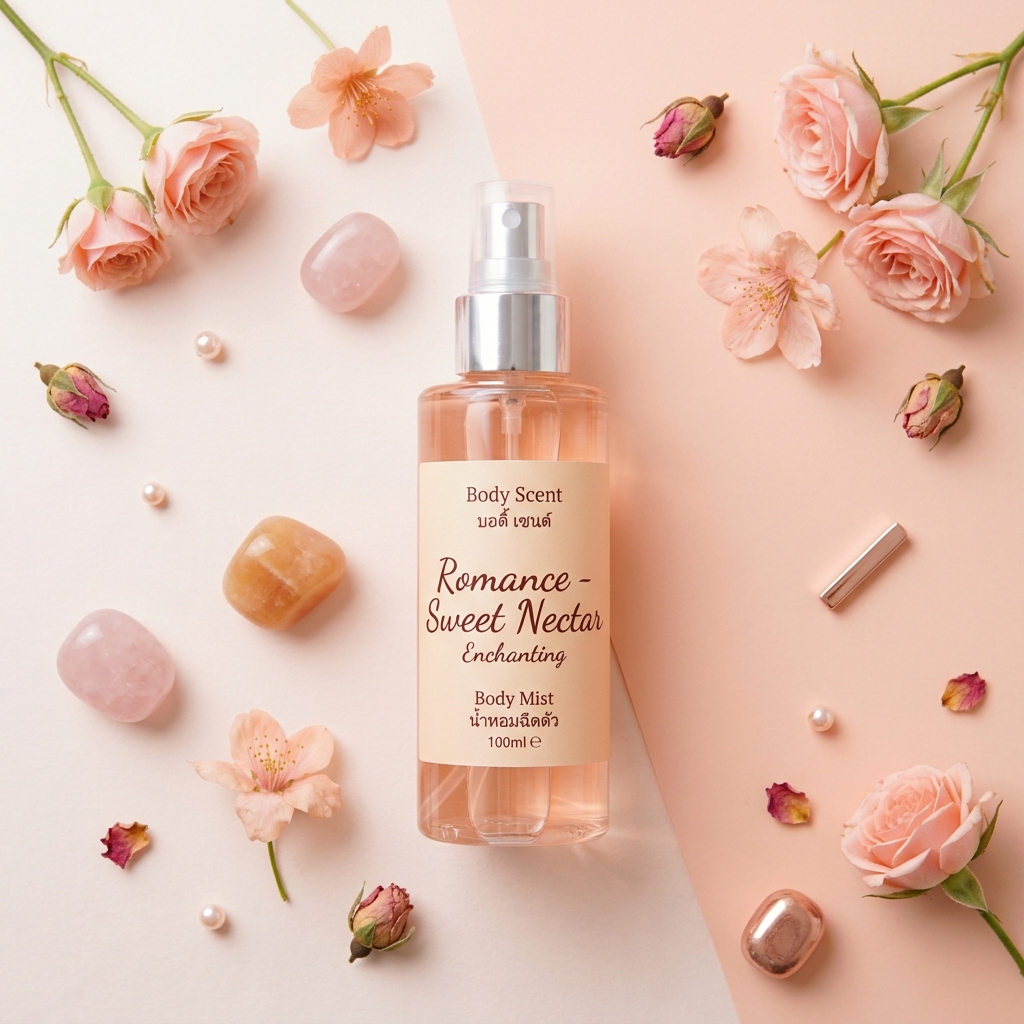 Body Scent
บอดี้ เซนต์
Romance -
Sweet Nectar
Enchanting
Body Mist
น้ำหอมฉีดตัว
100ml ℮